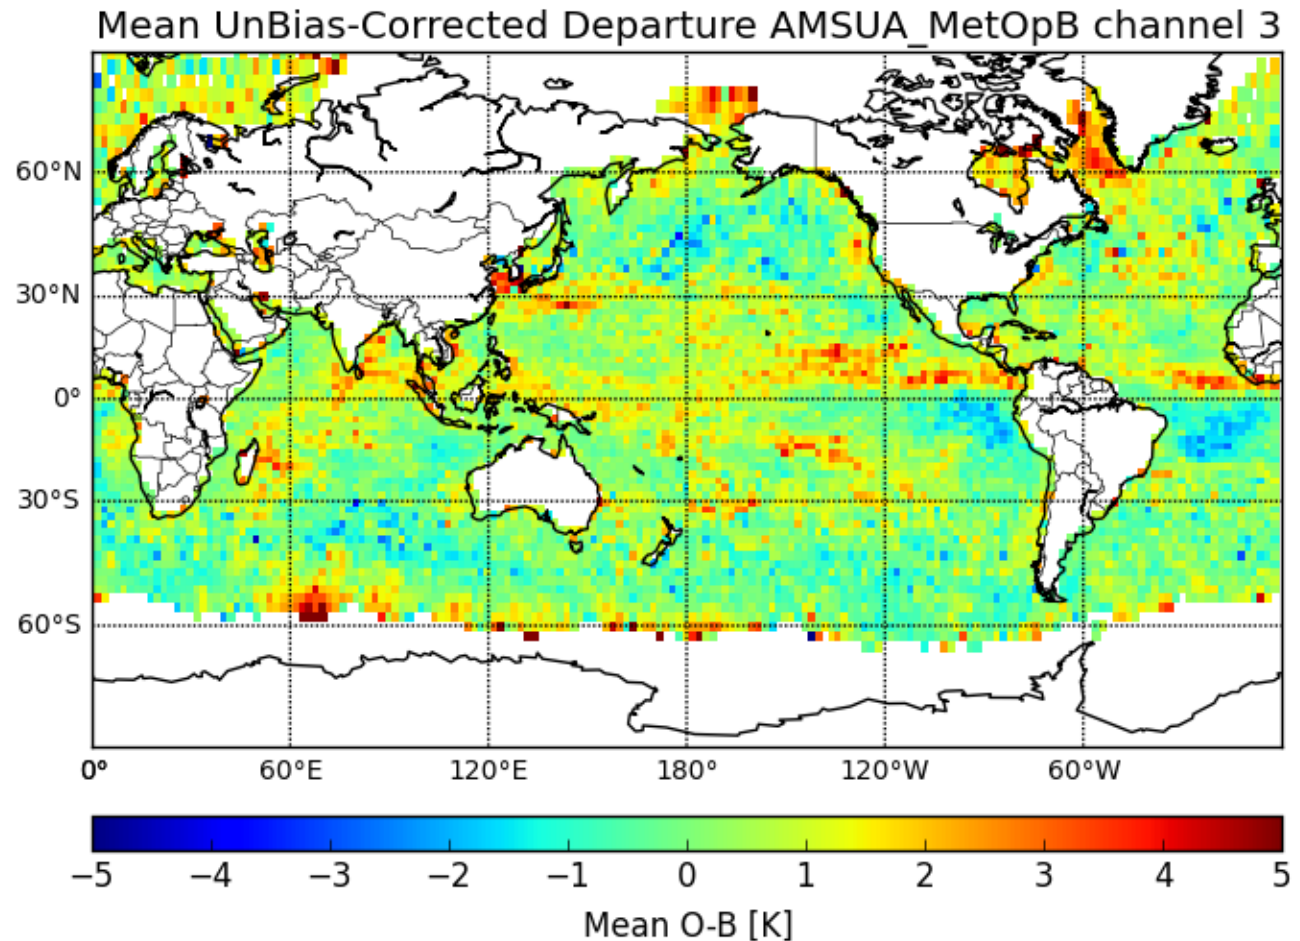 Mean UnBias-Corrected Departure AMSUA_MetOpB channel 3
60°N
30°N
0°
30°S
60°S
0° 60°E 120°E 180° 120°W 60°W
−5 −4 −3 −2 −1 0 1 2 3 4 5
Mean O-B [K]